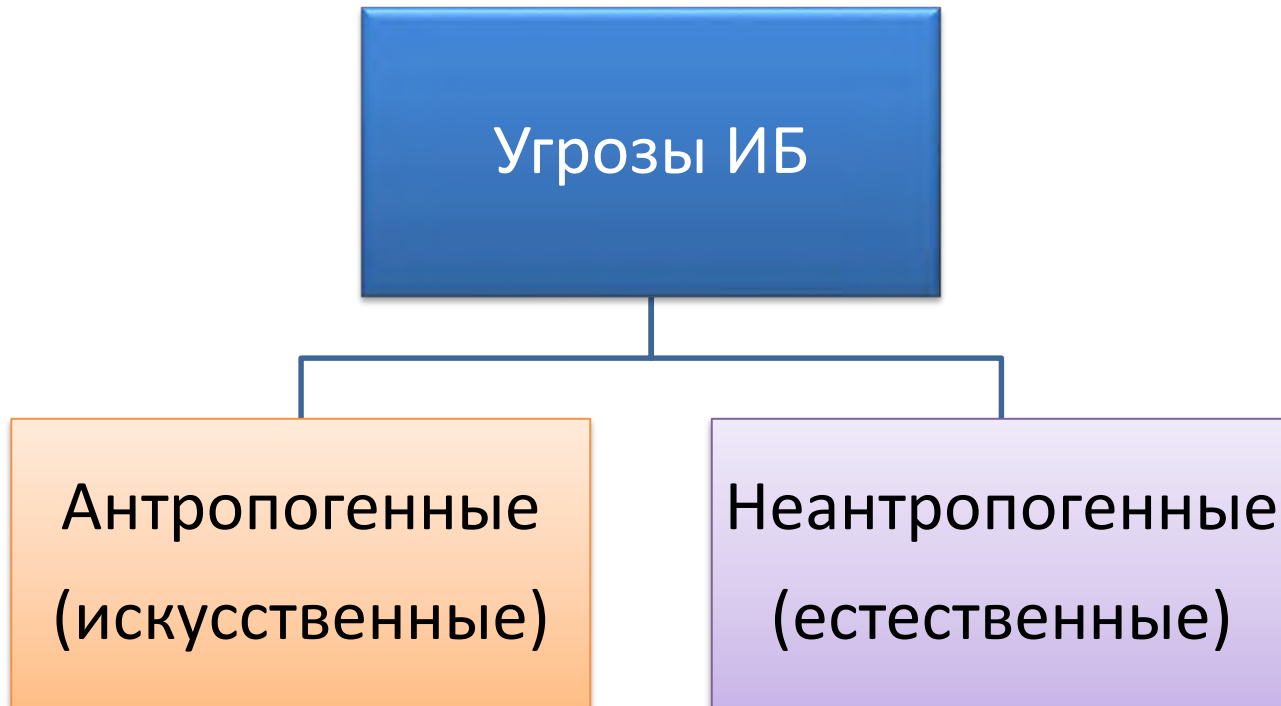 Угрозы ИБ
Антропогенные
(искусственные)
Неантропогенные
(естественные)